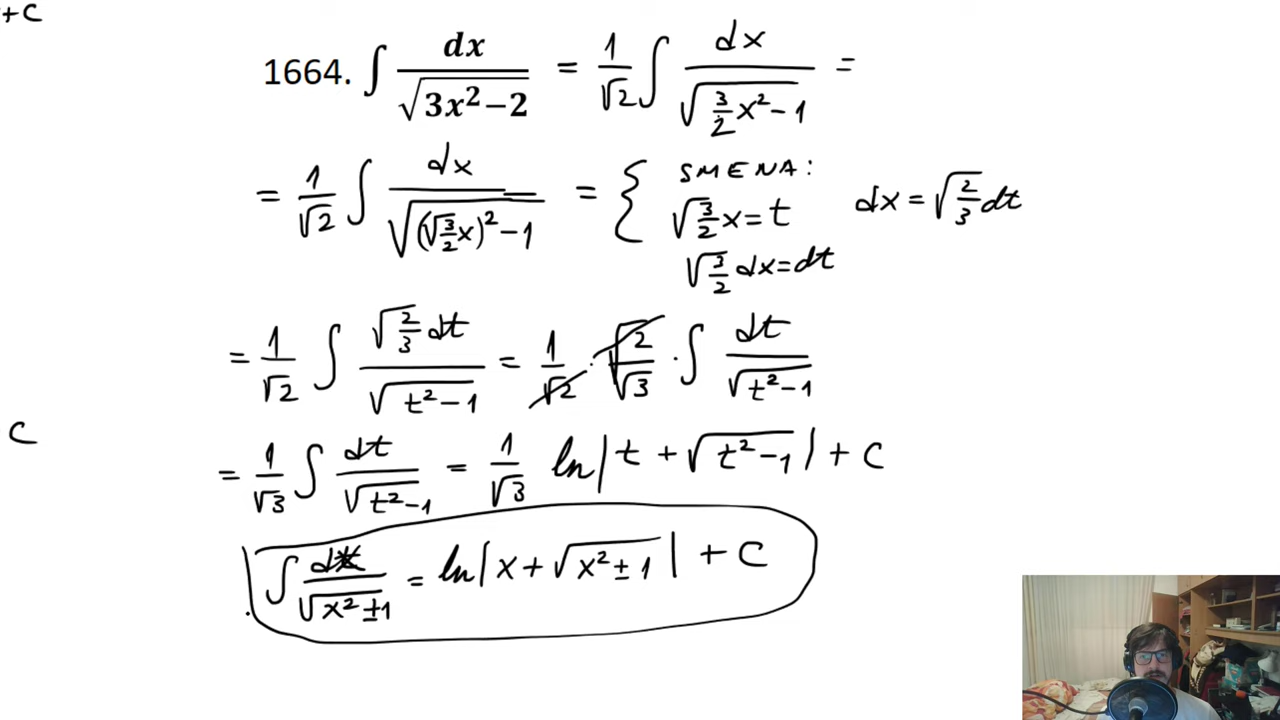 +C
1664. ∫ dx / √(3x² − 2) = 1/√2 ∫ dx / √(3/2 x² − 1) =
= 1/√2 ∫ dx / √((√(3/2) x)² − 1) = { SMENA:
√(3/2) x = t
√(3/2) dx = dt
dx = √(2/3) dt
= 1/√2 ∫ √(2/3) dt / √(t² − 1) = 1/√2 · √2/√3 · ∫ dt / √(t² − 1)
C
= 1/√3 ∫ dt / √(t² − 1) = 1/√3 ln|t + √(t² − 1)| + C
∫ dx / √(x² ± 1) = ln|x + √(x² ± 1)| + C